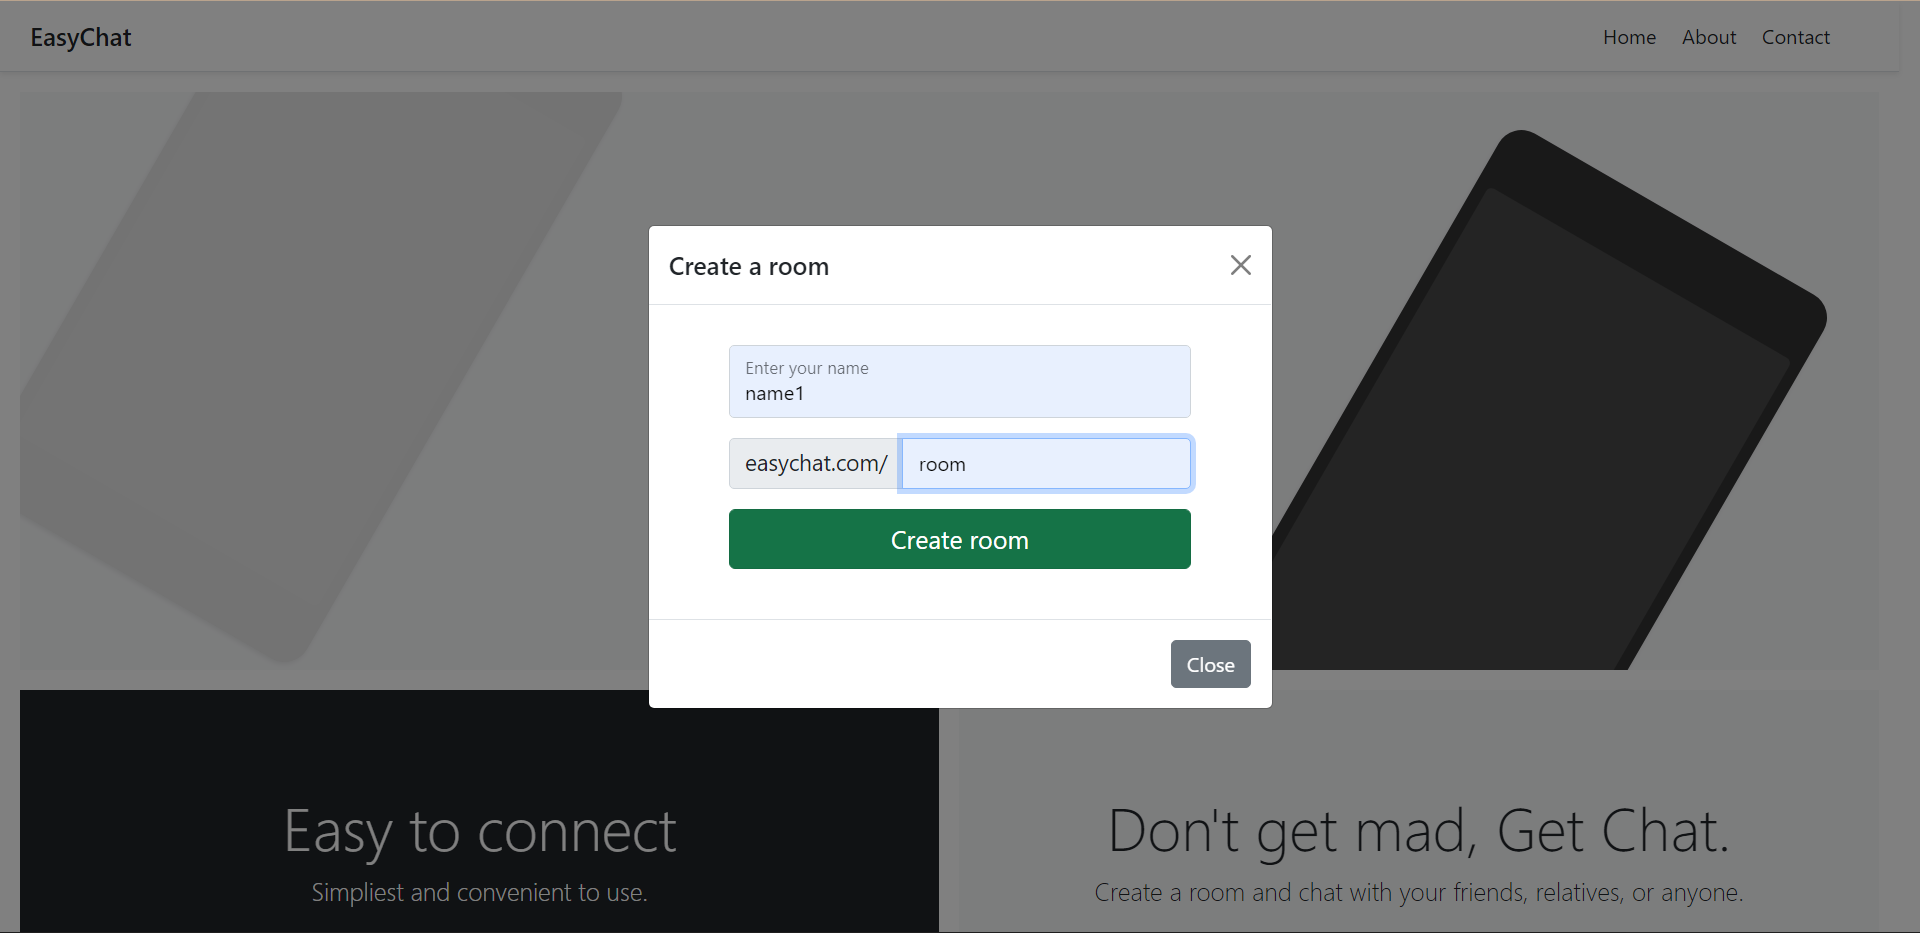 EasyChat
Home About Contact
Create a room
Enter your name
name1
easychat.com/ room
Create room
Close
Easy to connect
Simpliest and convenient to use.
Don't get mad, Get Chat.
Create a room and chat with your friends, relatives, or anyone.